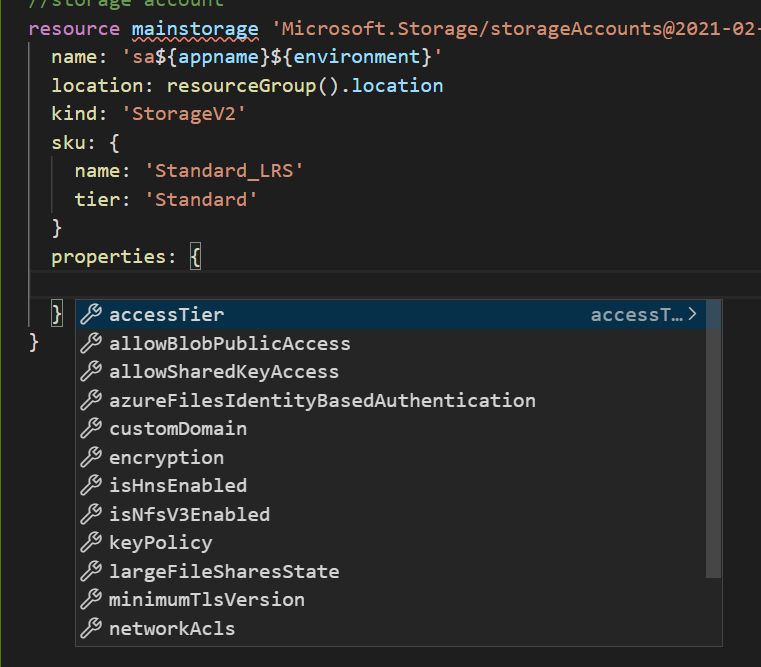 //storage account
resource mainstorage 'Microsoft.Storage/storageAccounts@2021-02-
name: 'sa${appname}${environment}'
location: resourceGroup().location
kind: 'StorageV2'
sku: {
name: 'Standard_LRS'
tier: 'Standard'
}
properties: {
}
accessTier accessT…
allowBlobPublicAccess
}
allowSharedKeyAccess
azureFilesIdentityBasedAuthentication
customDomain
encryption
isHnsEnabled
isNfsV3Enabled
keyPolicy
largeFileSharesState
minimumTlsVersion
networkAcls